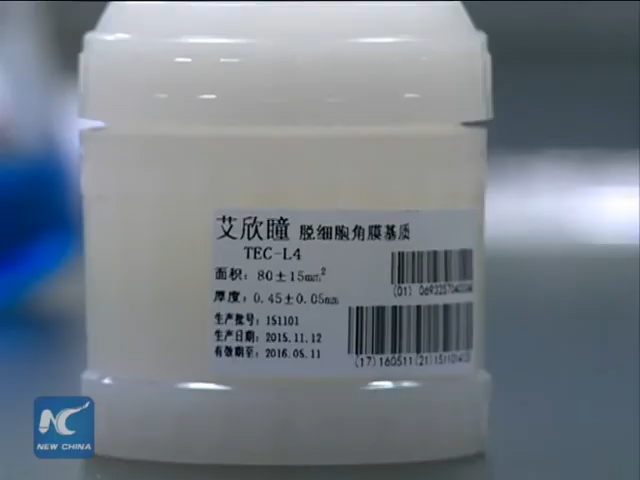 艾欣瞳 脱细胞角膜基质
TEC-L4
面积: 80±15mm²
厚度: 0.45±0.05mm
生产批号: 151101
生产日期: 2015.11.12
有效期至: 2016.05.11
(17)160511(21)
NEW CHINA